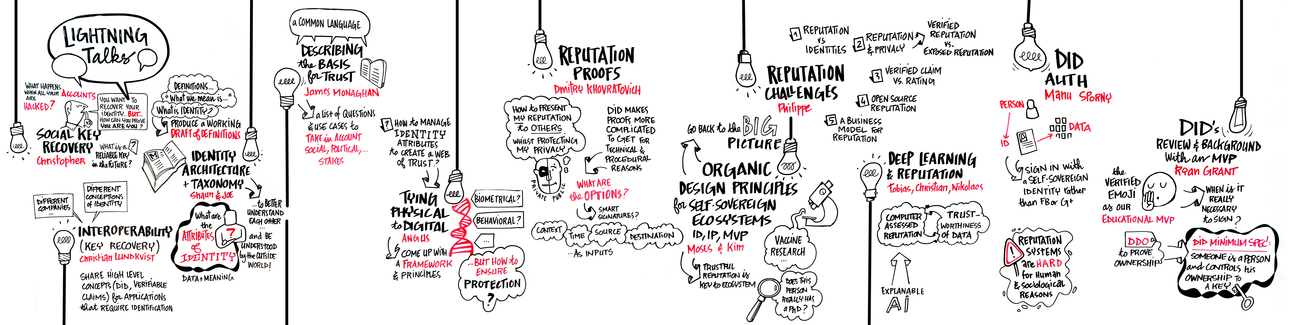 LIGHTNING
Talks
WHAT HAPPENS
WHEN ALL YOUR
ACCOUNTS
ARE
HACKED?
YOU WANT TO
RECOVER YOUR
IDENTITY. BUT...
HOW CAN YOU PROVE
YOU ARE YOU?
SOCIAL KEY
RECOVERY
Christopher
WHAT IS A
RELIABLE KEY
in the FUTURE?
DEFINITIONS...
What we mean is...
What is IDENTITY?
PRODUCE A WORKING
DRAFT of DEFINITIONS
IDENTITY
ARCHITECTURE
+ TAXONOMY
Shaun & Joe
...to BETTER
UNDERSTAND
EACH OTHER
...and BE
UNDERSTOOD
by the OUTSIDE
WORLD!
What are
the
ATTRIBUTES
of
IDENTITY
?
DATA + MEANING
DIFFERENT
COMPANIES...
DIFFERENT
CONCEPTIONS
of IDENTITY
INTEROPERABILITY
(KEY RECOVERY)
Christian LUNDKVIST
SHARE HIGH LEVEL
CONCEPTS (DID, VERIFIABLE
CLAIMS) for APPLICATIONS
that REQUIRE IDENTIFICATION
a COMMON LANGUAGE
DESCRIBING
the BASIS
for TRUST
James MONAGHAN
a LIST of QUESTIONS
& USE CASES to
TAKE in ACCOUNT
SOCIAL, POLITICAL, ...
STAKES
? HOW to MANAGE
IDENTITY
ATTRIBUTES
to CREATE a WEB
of TRUST?
TYING
PHYSICAL
to DIGITAL
ANGUS
COME UP WITH
A FRAMEWORK
& PRINCIPLES
BIOMETRICAL?
BEHAVIORAL?
...
...BUT HOW to
ENSURE
PROTECTION
?
REPUTATION
PROOFS
Dmitry KHOVRATOVICH
HOW to PRESENT
MY REPUTATION
to OTHERS
WHILST PROTECTING
MY PRIVACY?
PRIVATE PUBLIC
DID MAKES
PROOF MORE
COMPLICATED
to GET for
TECHNICAL &
PROCEDURAL
REASONS
WHAT ARE
the OPTIONS?
SMART
SIGNATURES?
CONTEXT
TIME
SOURCE
DESTINATION
...AS INPUTS
REPUTATION
CHALLENGES
Philippe
1 REPUTATION
vs
IDENTITIES
2 REPUTATION
& PRIVACY
VERIFIED
REPUTATION
vs.
EXPOSED REPUTATION
3 VERIFIED CLAIM
vs. RATING
4 OPEN SOURCE
REPUTATION
5 A BUSINESS
MODEL for
REPUTATION
GO BACK to the BIG
PICTURE
ORGANIC
DESIGN PRINCIPLES
for SELF-SOVEREIGN
ECOSYSTEMS
ID, IP, MVP
Moses & Kim
TRUSTFUL
REPUTATION is
KEY to ECOSYSTEM
VACCINE
RESEARCH
DOES THIS
PERSON
REALLY HAS
a PhD?
DEEP LEARNING
& REPUTATION
Tobias, Christian, Nikolaos
COMPUTER
ASSESSED
REPUTATION
TRUST-
WORTHINESS
OF DATA
EXPLAINABLE
AI
DID
AUTH
Manu SPORNY
PERSON
ID
DATA
SIGN IN with
a SELF-SOVEREIGN
IDENTITY rather
than FB or G+
!
REPUTATION
SYSTEMS
are HARD
for Human
& sociological
REASONS
DID's
REVIEW & BACKGROUND
With an MVP
Ryan GRANT
the
VERIFIED
EMOJI
as OUR
EDUCATIONAL MVP
WHEN is it
REALLY
NECESSARY
to SIGN?
DDO
to PROVE
OWNERSHIP
DID MINIMUM SPEC:
SOMEONE is a PERSON
and CONTROLS his
OWNERSHIP to
A KEY